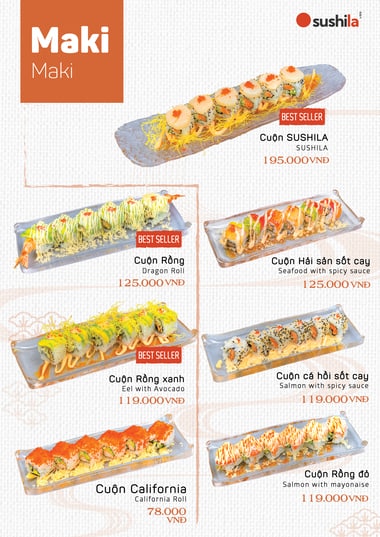 Maki
Maki
sushila
BEST SELLER
Cuộn SUSHILA
SUSHILA
195.000VNĐ
BEST SELLER
Cuộn Rồng
Dragon Roll
125.000VNĐ
Cuộn Hải sản sốt cay
Seafood with spicy sauce
125.000VNĐ
BEST SELLER
Cuộn Rồng xanh
Eel with Avocado
119.000VNĐ
Cuộn cá hồi sốt cay
Salmon with spicy sauce
119.000VNĐ
Cuộn California
California Roll
78.000
VNĐ
Cuộn Rồng đỏ
Salmon with mayonaise
119.000VNĐ